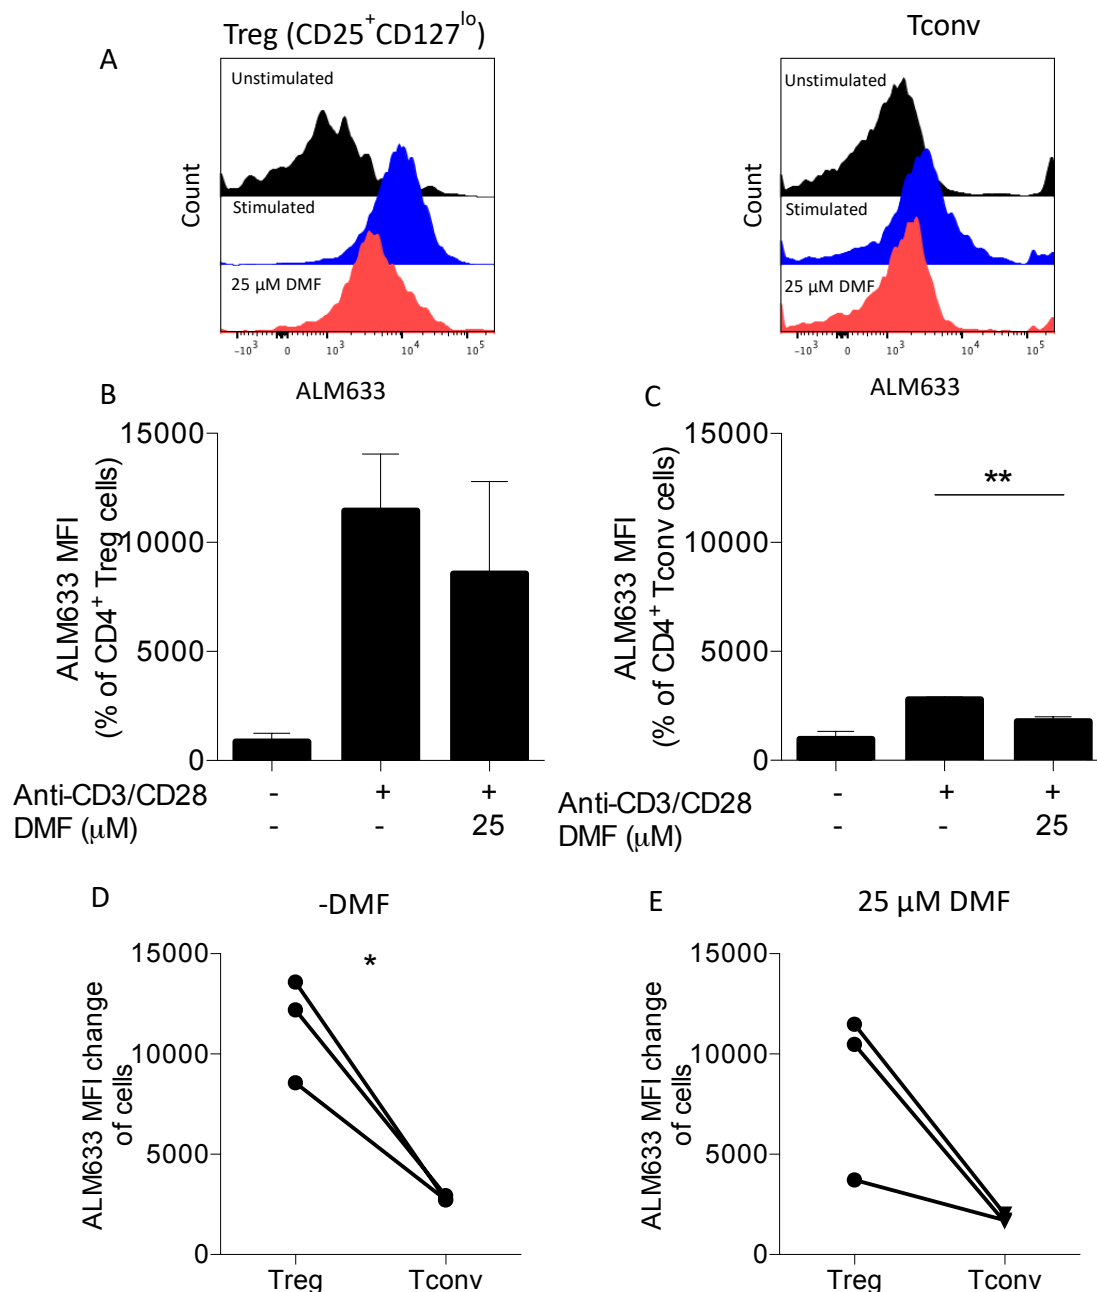 A
Treg (CD25+CD127lo)
Tconv
Count
Unstimulated
Stimulated
25 µM DMF
-10³ 0 10³ 10⁴ 10⁵
ALM633
Count
Unstimulated
Stimulated
25 µM DMF
-10³ 0 10³ 10⁴ 10⁵
ALM633
B
ALM633 MFI
(% of CD4+ Treg cells)
15000
10000
5000
0
Anti-CD3/CD28 - + +
DMF (µM) - - 25
C
ALM633 MFI
(% of CD4+ Tconv cells)
15000
10000
5000
0
**
Anti-CD3/CD28 - + +
DMF (µM) - - 25
D
-DMF
ALM633 MFI change
of cells
15000
10000
5000
0
*
Treg Tconv
E
25 µM DMF
ALM633 MFI change
of cells
15000
10000
5000
0
Treg Tconv